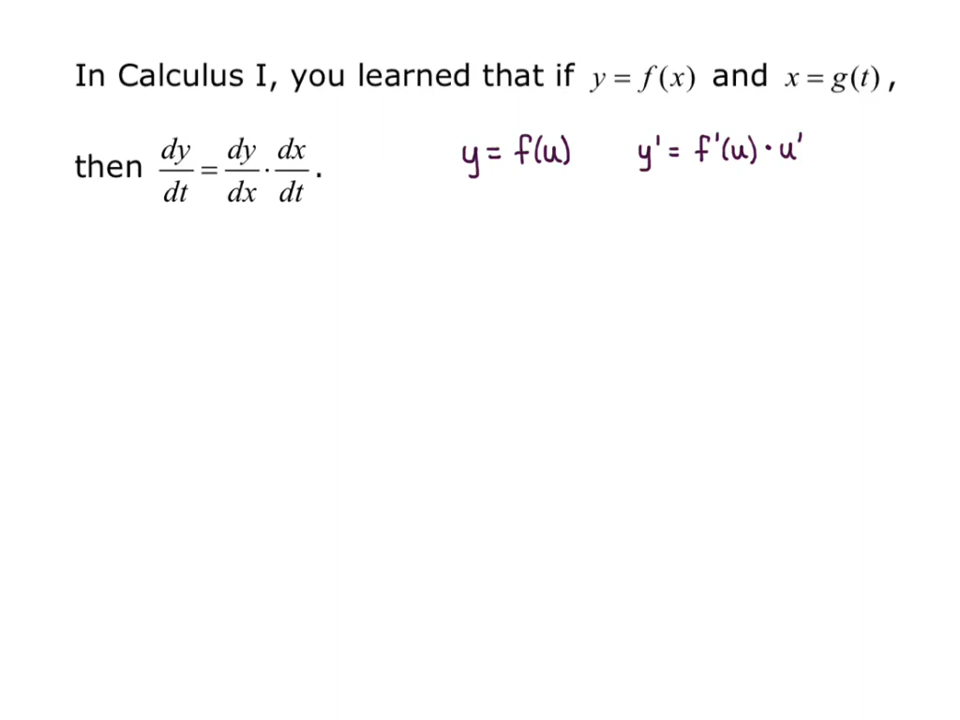 In Calculus I, you learned that if y = f(x) and x = g(t),
then dy/dt = dy/dx · dx/dt. y = f(u) y' = f'(u) · u'